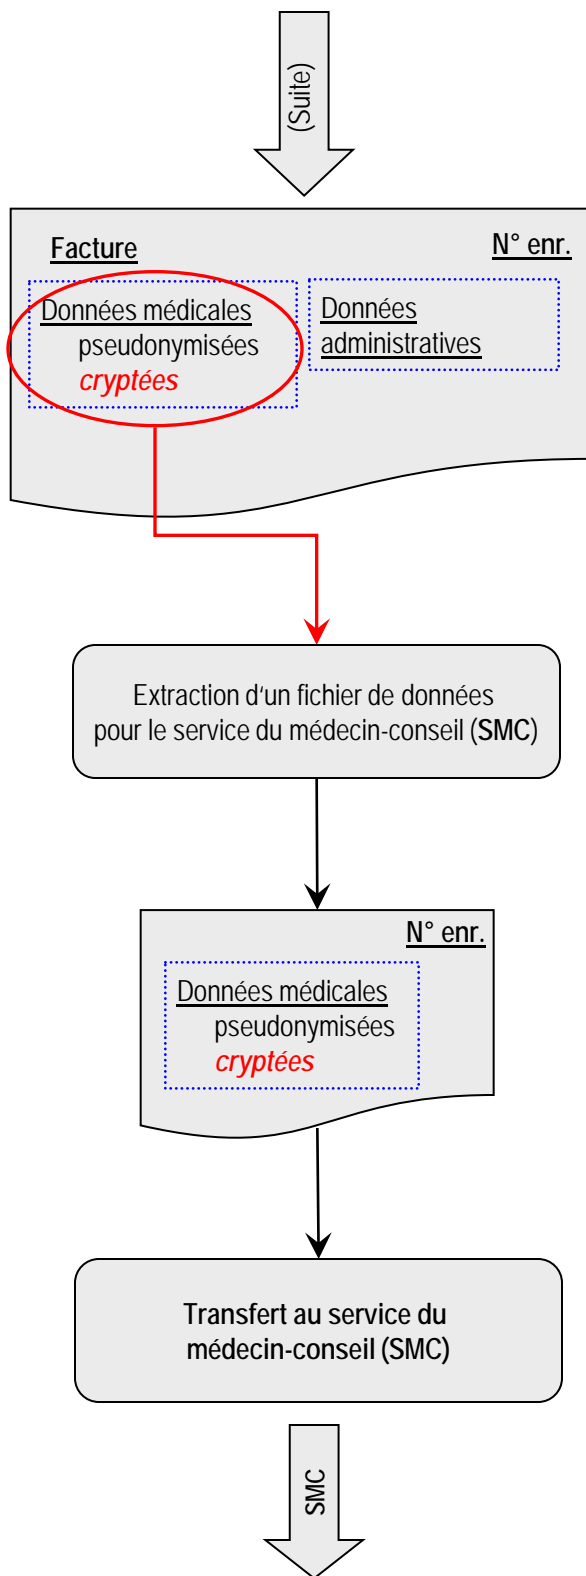 (Suite)
Facture
N° enr.
Données médicales
pseudonymisées
cryptées
Données
administratives
Extraction d‘un fichier de données
pour le service du médecin-conseil (SMC)
N° enr.
Données médicales
pseudonymisées
cryptées
Transfert au service du
médecin-conseil (SMC)
SMC